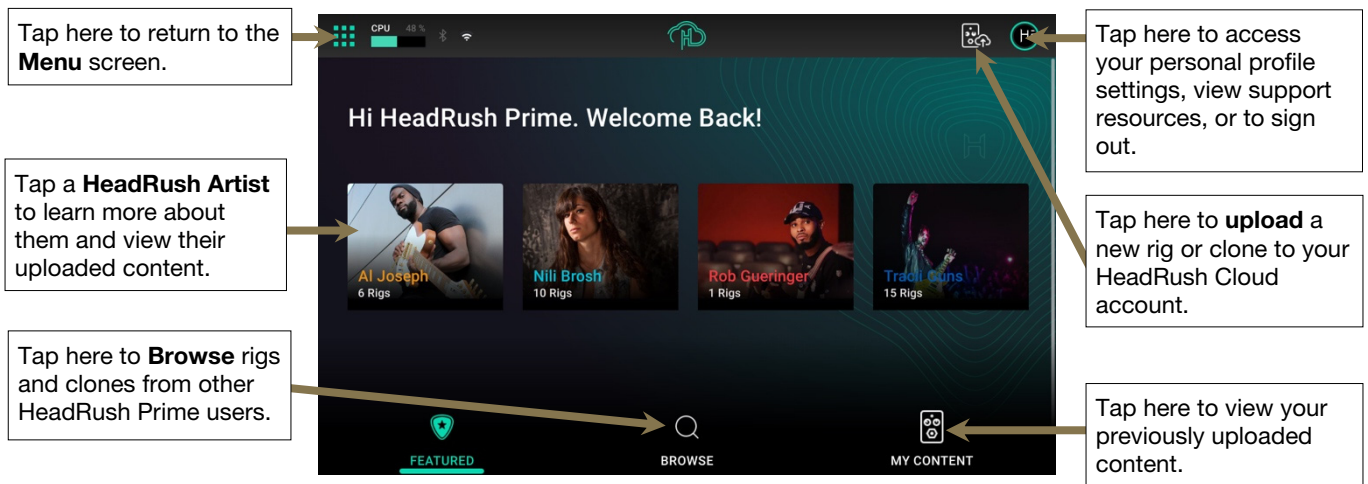 Tap here to return to the
Menu screen.
Tap a HeadRush Artist
to learn more about
them and view their
uploaded content.
Tap here to Browse rigs
and clones from other
HeadRush Prime users.
CPU 48 %
Hi HeadRush Prime. Welcome Back!
Al Joseph
6 Rigs
Nili Brosh
10 Rigs
Rob Gueringer
1 Rigs
Tracii Guns
15 Rigs
FEATURED
BROWSE
MY CONTENT
Tap here to access
your personal profile
settings, view support
resources, or to sign
out.
Tap here to upload a
new rig or clone to your
HeadRush Cloud
account.
Tap here to view your
previously uploaded
content.